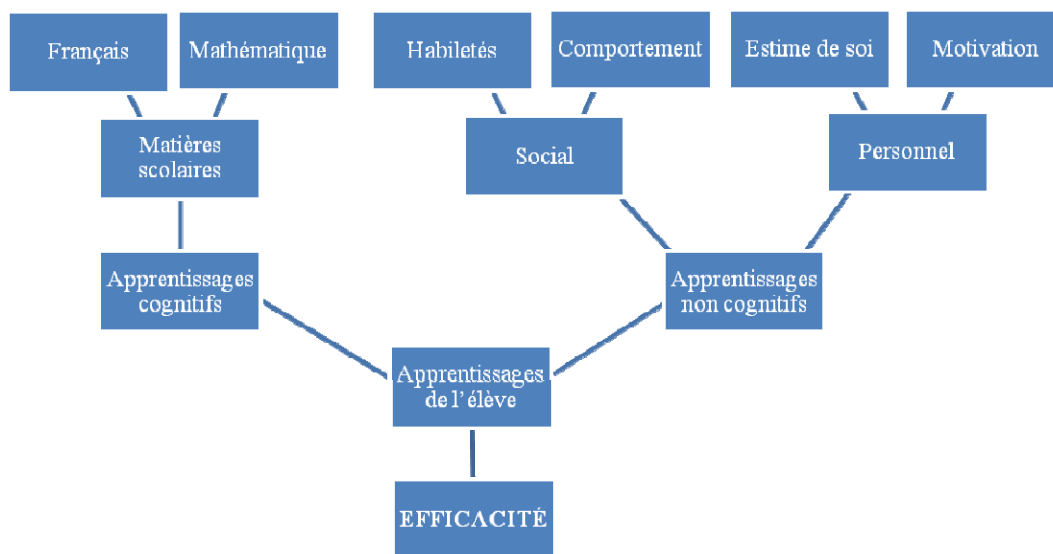 Français
Mathématique
Habiletés
Comportement
Estime de soi
Motivation
Matières
scolaires
Social
Personnel
Apprentissages
cognitifs
Apprentissages
non cognitifs
Apprentissages
de l'élève
EFFICACITÉ